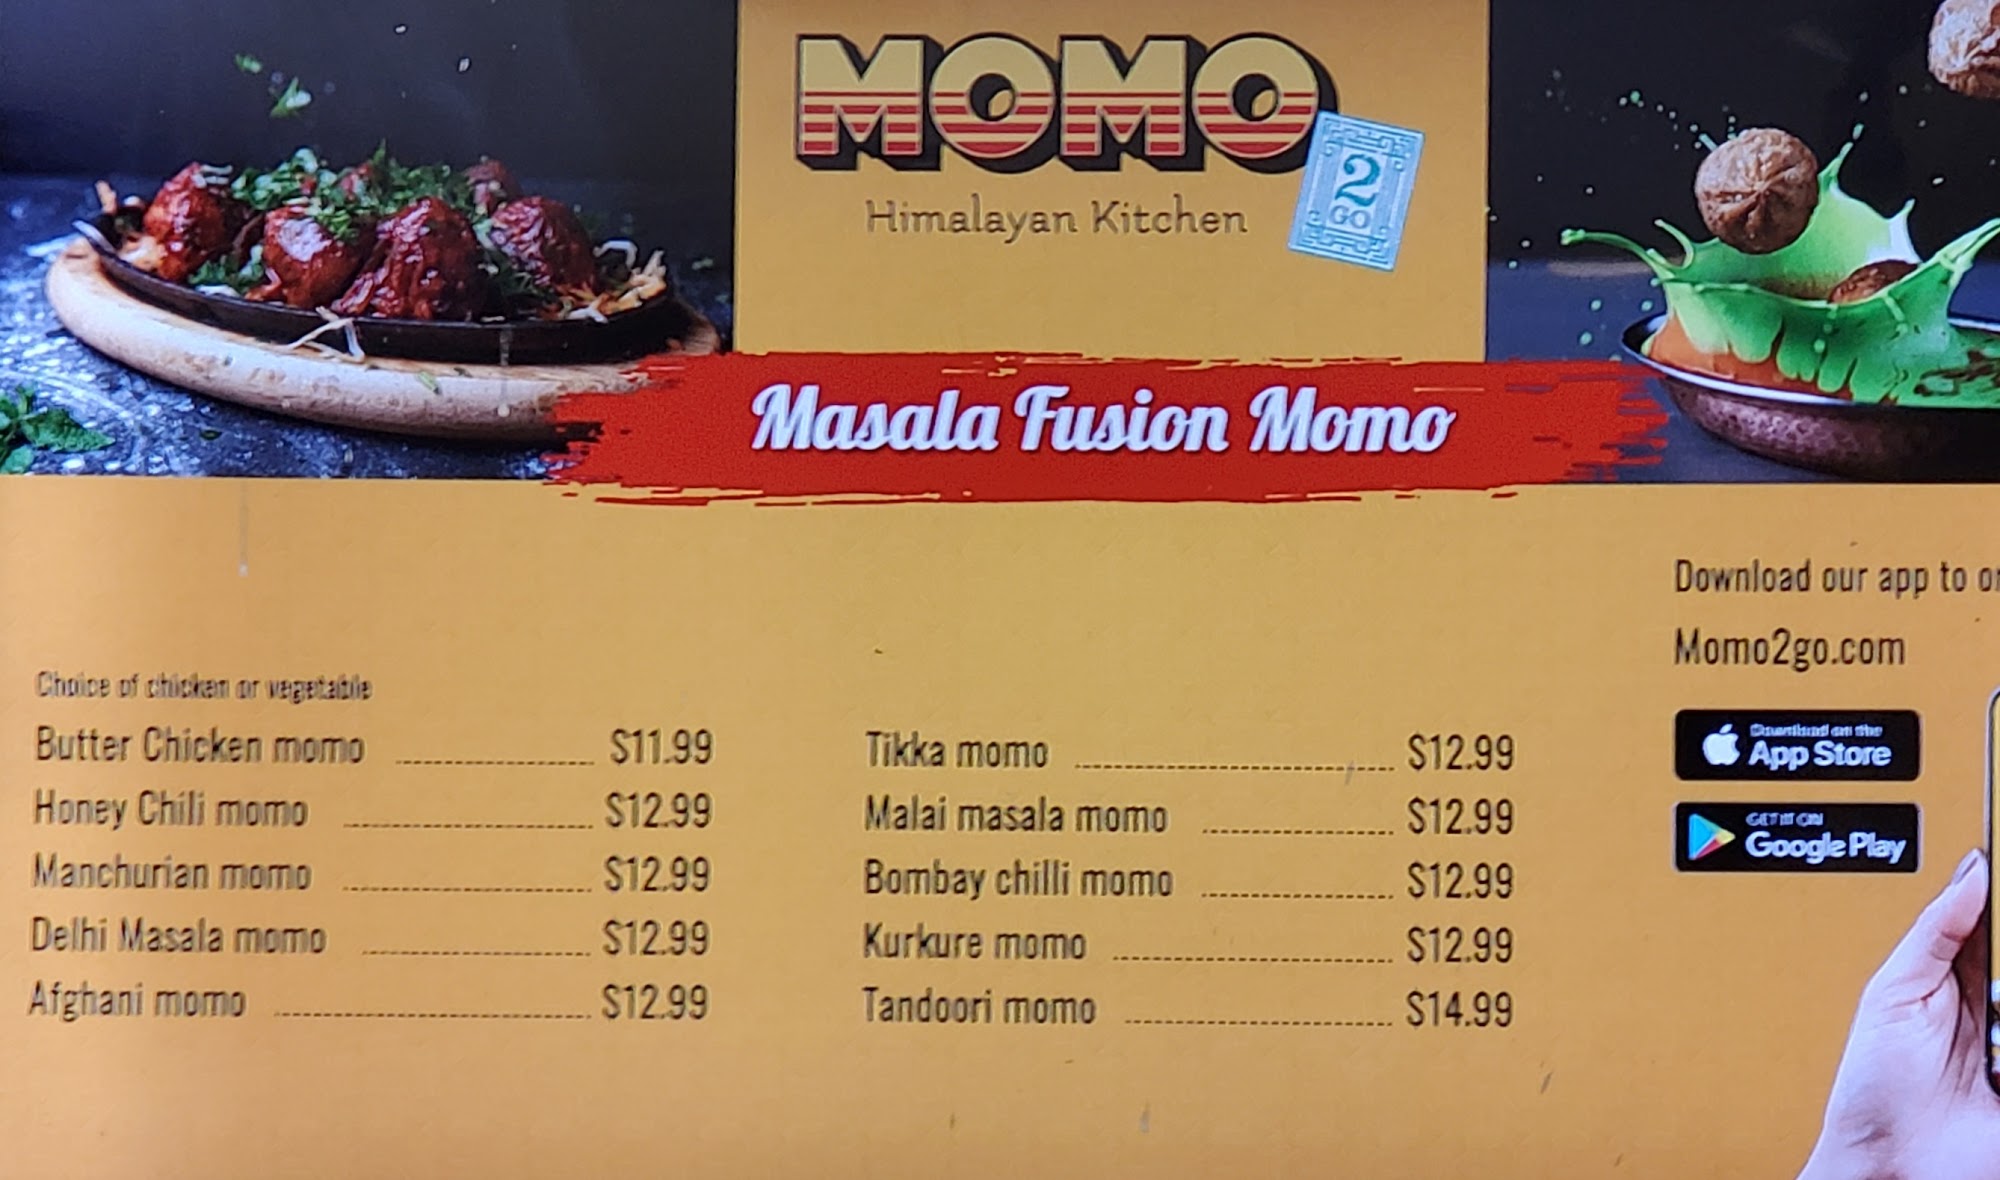 MOMO
2
GO
Himalayan Kitchen
Masala Fusion Momo
Choice of chicken or vegetable
Butter Chicken momo $11.99
Honey Chili momo $12.99
Manchurian momo $12.99
Delhi Masala momo $12.99
Afghani momo $12.99
Tikka momo $12.99
Malai masala momo $12.99
Bombay chilli momo $12.99
Kurkure momo $12.99
Tandoori momo $14.99
Download our app to
Momo2go.com
Download on the
App Store
GET IT ON
Google Play